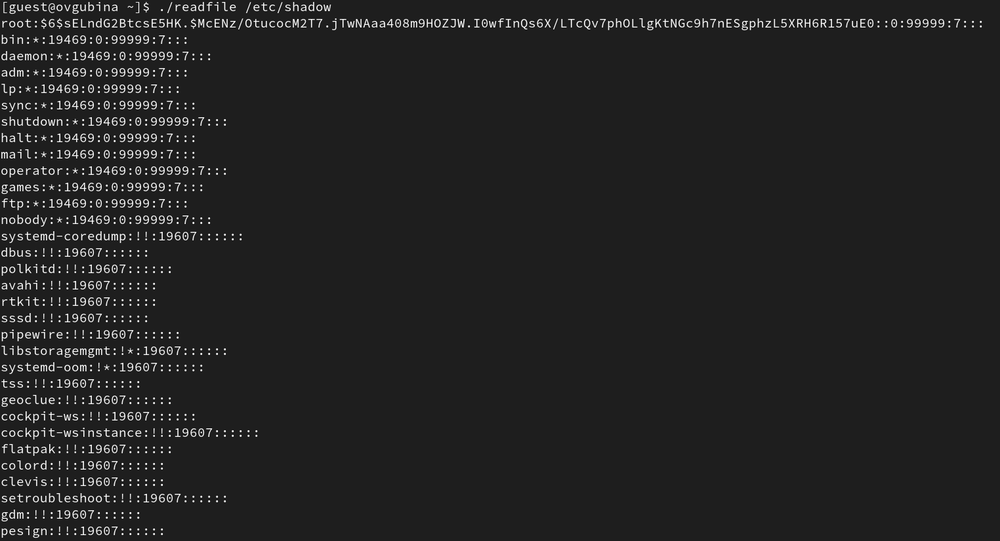 [guest@ovgubina ~]$ ./readfile /etc/shadow
root:$6$sELndG2BtcsE5HK.$McENz/OtucocM2T7.jTwNAaa408m9HOZJW.I0wfInQs6X/LTcQv7phOLlgKtNGc9h7nESgphzL5XRH6R157uE0::0:99999:7:::
bin:*:19469:0:99999:7:::
daemon:*:19469:0:99999:7:::
adm:*:19469:0:99999:7:::
lp:*:19469:0:99999:7:::
sync:*:19469:0:99999:7:::
shutdown:*:19469:0:99999:7:::
halt:*:19469:0:99999:7:::
mail:*:19469:0:99999:7:::
operator:*:19469:0:99999:7:::
games:*:19469:0:99999:7:::
ftp:*:19469:0:99999:7:::
nobody:*:19469:0:99999:7:::
systemd-coredump:!!:19607::::::
dbus:!!:19607::::::
polkitd:!!:19607::::::
avahi:!!:19607::::::
rtkit:!!:19607::::::
sssd:!!:19607::::::
pipewire:!!:19607::::::
libstoragemgmt:!*:19607::::::
systemd-oom:!*:19607::::::
tss:!!:19607::::::
geoclue:!!:19607::::::
cockpit-ws:!!:19607::::::
cockpit-wsinstance:!!:19607::::::
flatpak:!!:19607::::::
colord:!!:19607::::::
clevis:!!:19607::::::
setroubleshoot:!!:19607::::::
gdm:!!:19607::::::
pesign:!!:19607::::::